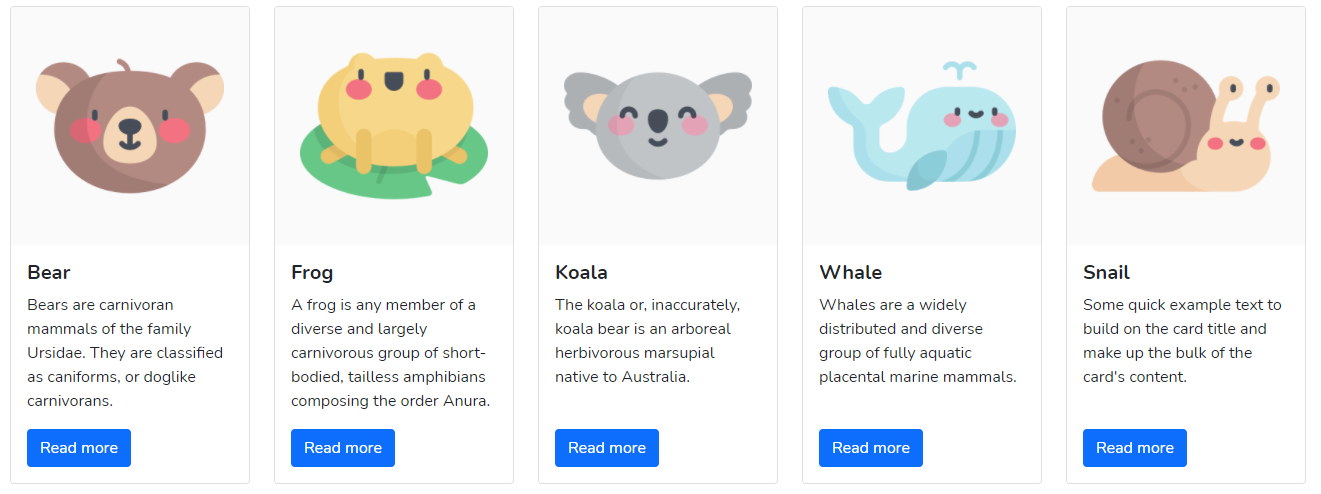 Bear
Bears are carnivoran
mammals of the family
Ursidae. They are classified
as caniforms, or doglike
carnivorans.
Read more
Frog
A frog is any member of a
diverse and largely
carnivorous group of short-
bodied, tailless amphibians
composing the order Anura.
Read more
Koala
The koala or, inaccurately,
koala bear is an arboreal
herbivorous marsupial
native to Australia.
Read more
Whale
Whales are a widely
distributed and diverse
group of fully aquatic
placental marine mammals.
Read more
Snail
Some quick example text to
build on the card title and
make up the bulk of the
card's content.
Read more